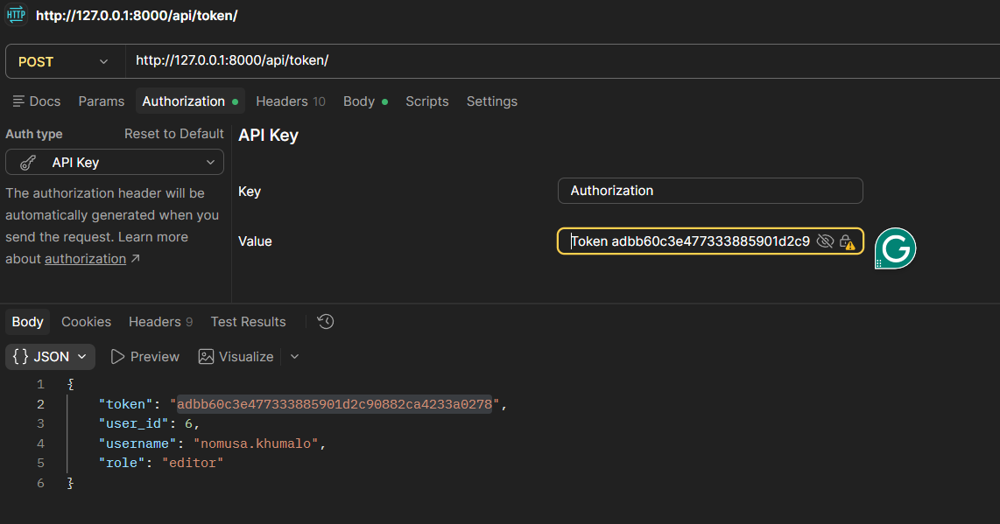 HTTP http://127.0.0.1:8000/api/token/
POST http://127.0.0.1:8000/api/token/
Docs Params Authorization Headers 10 Body Scripts Settings
Auth type Reset to Default
API Key
The authorization header will be
automatically generated when you
send the request. Learn more
about authorization ↗
API Key
Key Authorization
Value Token adbb60c3e477333885901d2c9
G
Body Cookies Headers 9 Test Results
{} JSON Preview Visualize
1 {
2 "token": "adbb60c3e477333885901d2c90882ca4233a0278",
3 "user_id": 6,
4 "username": "nomusa.khumalo",
5 "role": "editor"
6 }